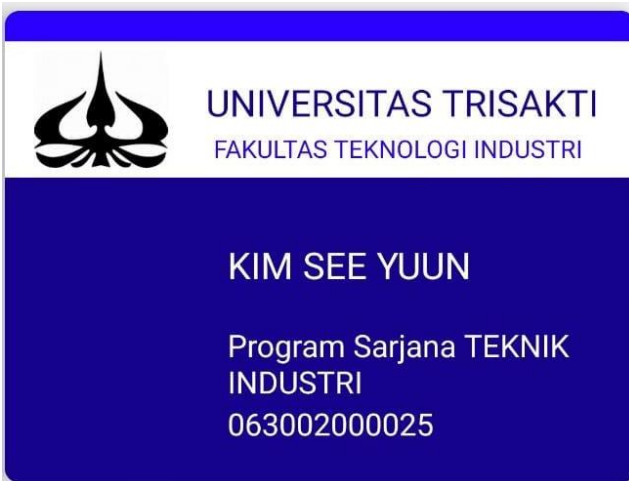 UNIVERSITAS TRISAKTI
FAKULTAS TEKNOLOGI INDUSTRI
KIM SEE YUUN
Program Sarjana TEKNIK
INDUSTRI
063002000025